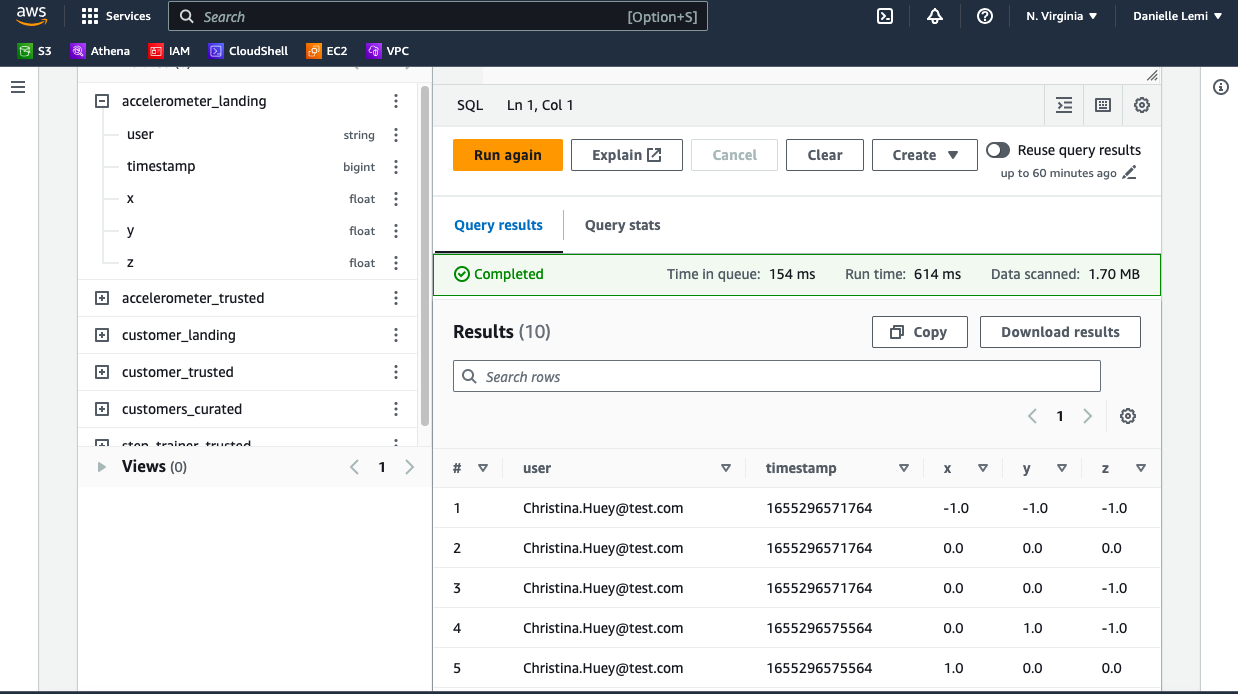 aws Services Search [Option+S] N. Virginia Danielle Lemi
S3 Athena IAM CloudShell EC2 VPC
accelerometer_landing
user string
timestamp bigint
x float
y float
z float
accelerometer_trusted
customer_landing
customer_trusted
customers_curated
step_trainer_trusted
Views (0) 1
SQL Ln 1, Col 1
Run again Explain Cancel Clear Create Reuse query results
up to 60 minutes ago
Query results Query stats
Completed Time in queue: 154 ms Run time: 614 ms Data scanned: 1.70 MB
Results (10) Copy Download results
Search rows
1
# user timestamp x y z
1 Christina.Huey@test.com 1655296571764 -1.0 -1.0 -1.0
2 Christina.Huey@test.com 1655296571764 0.0 0.0 0.0
3 Christina.Huey@test.com 1655296571764 0.0 0.0 -1.0
4 Christina.Huey@test.com 1655296575564 0.0 1.0 -1.0
5 Christina.Huey@test.com 1655296575564 1.0 0.0 0.0